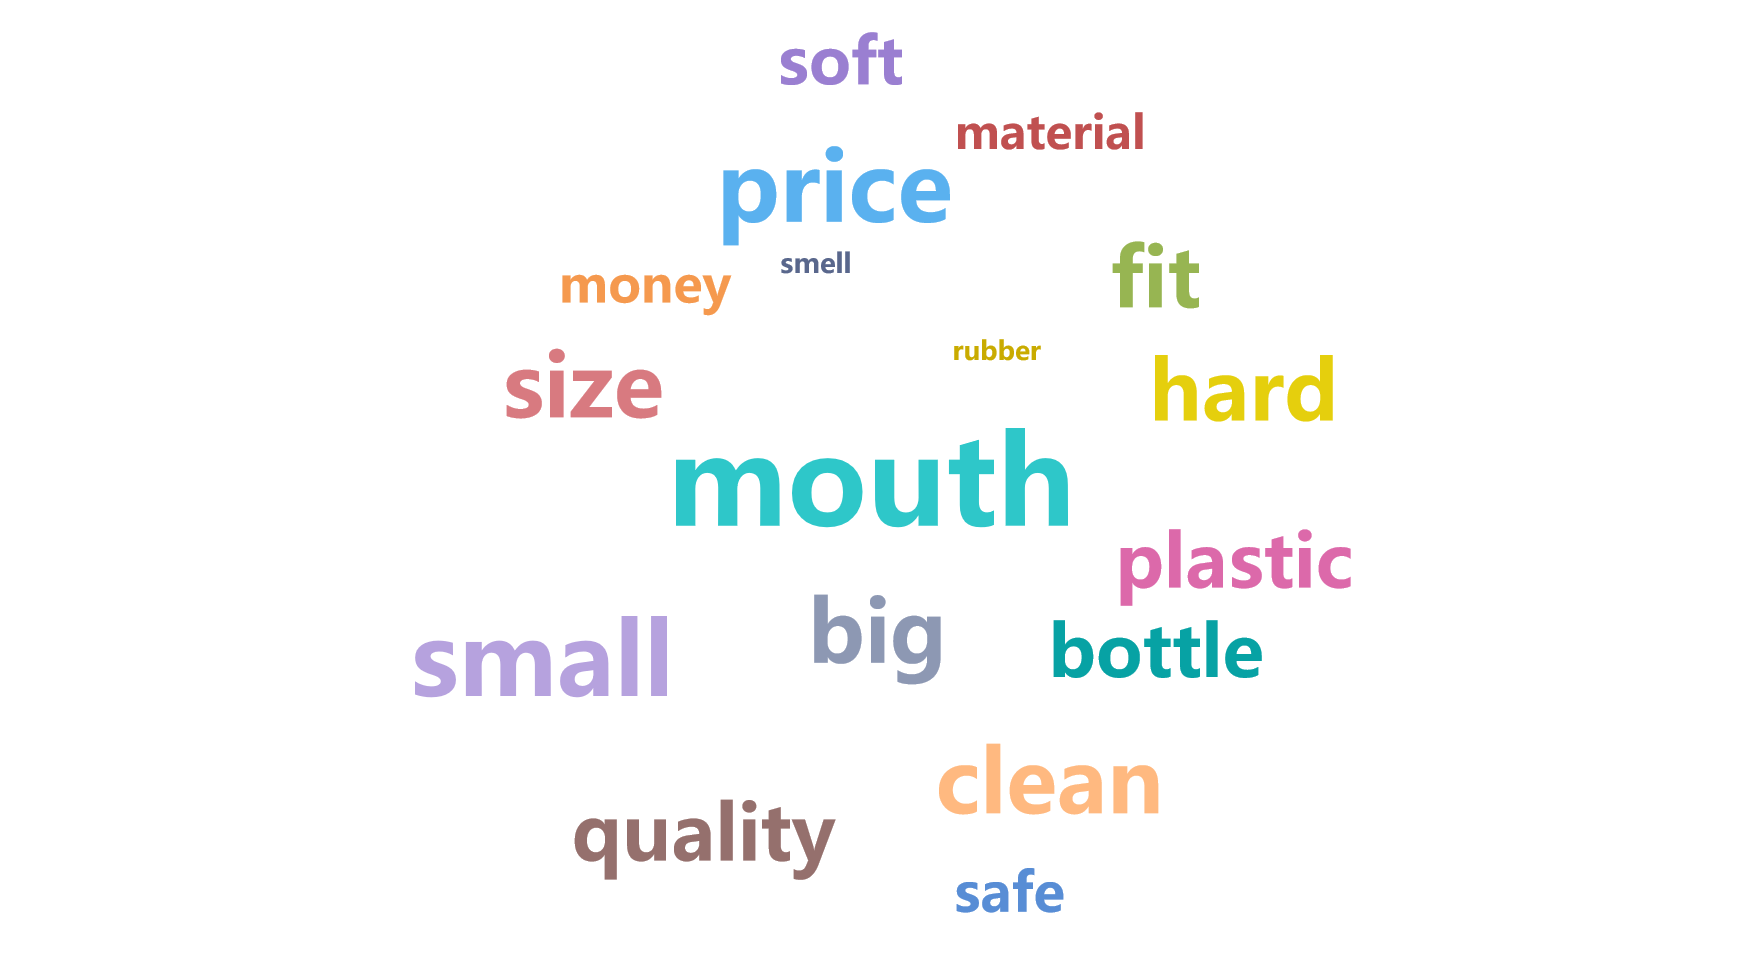 soft
material
price
smell
money
fit
rubber
size
hard
mouth
plastic
big
small
bottle
clean
quality
safe